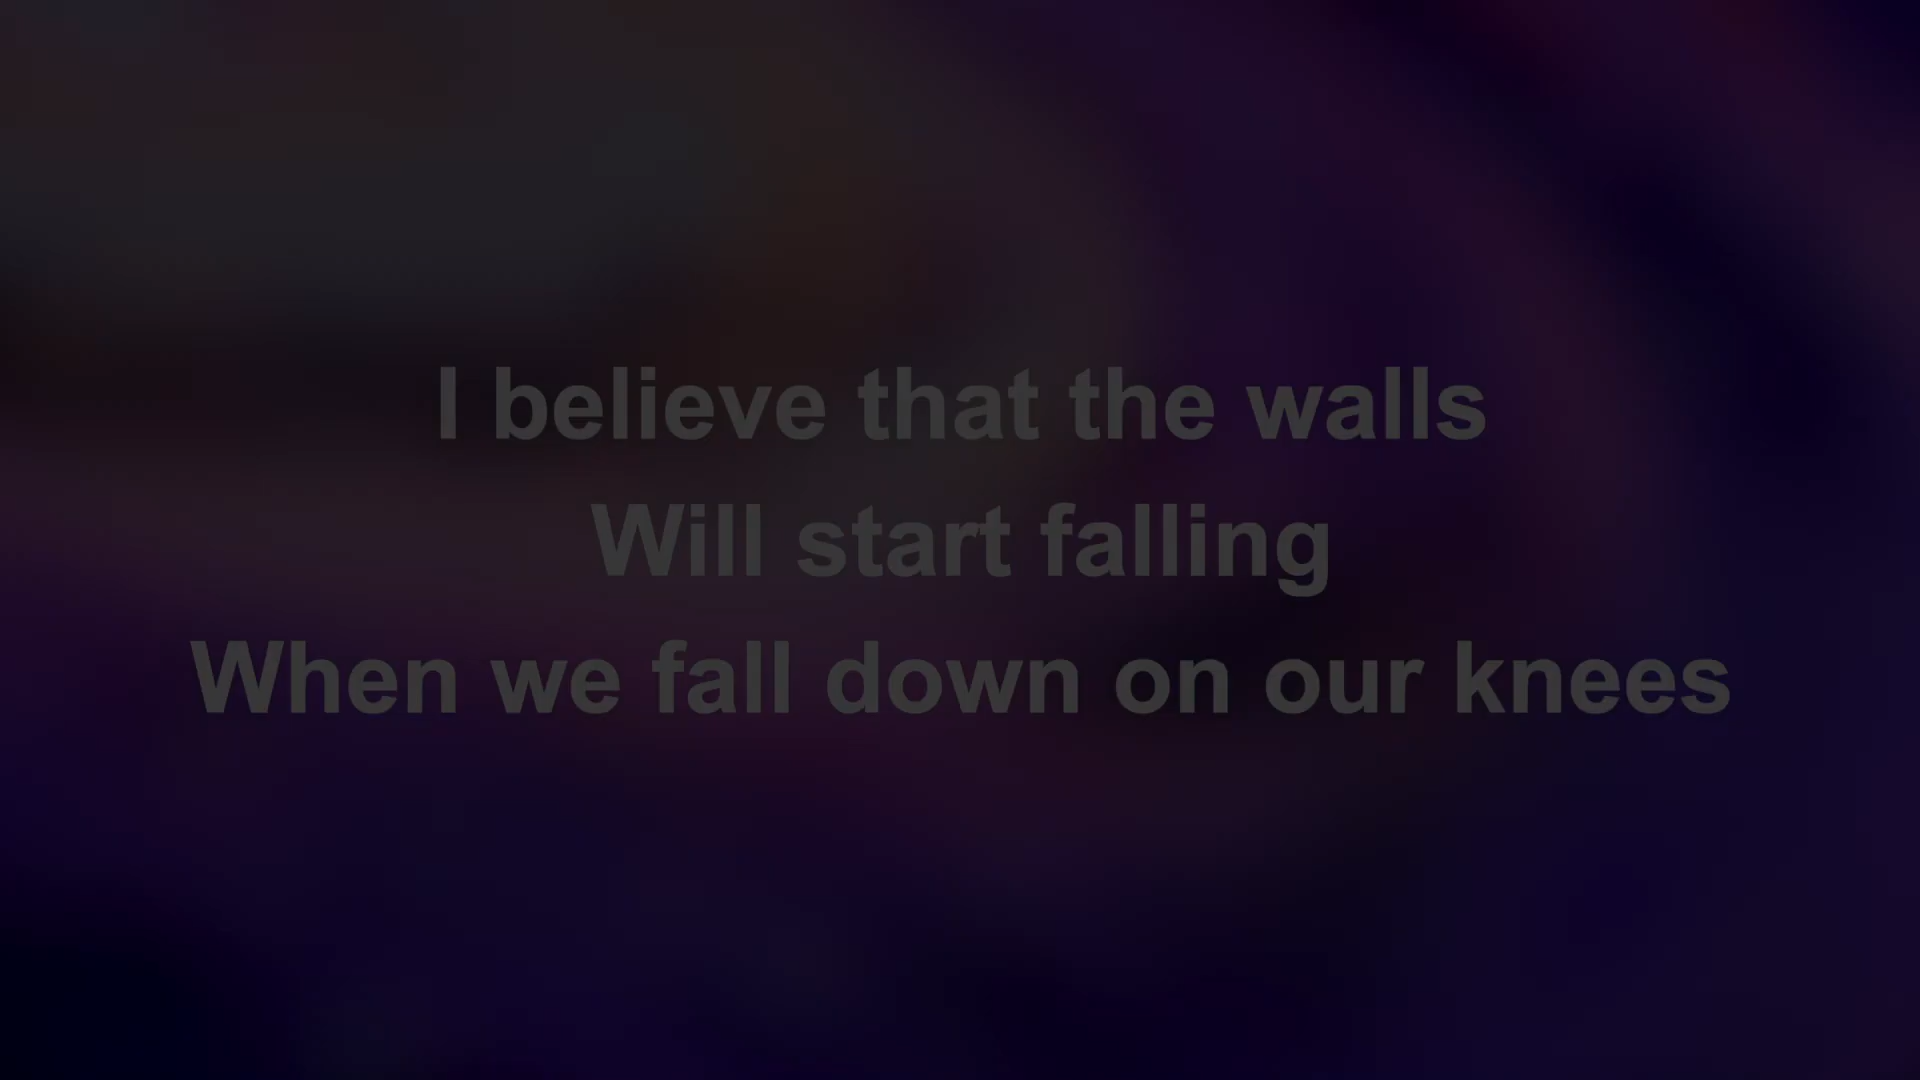 I believe that the walls
Will start falling
When we fall down on our knees